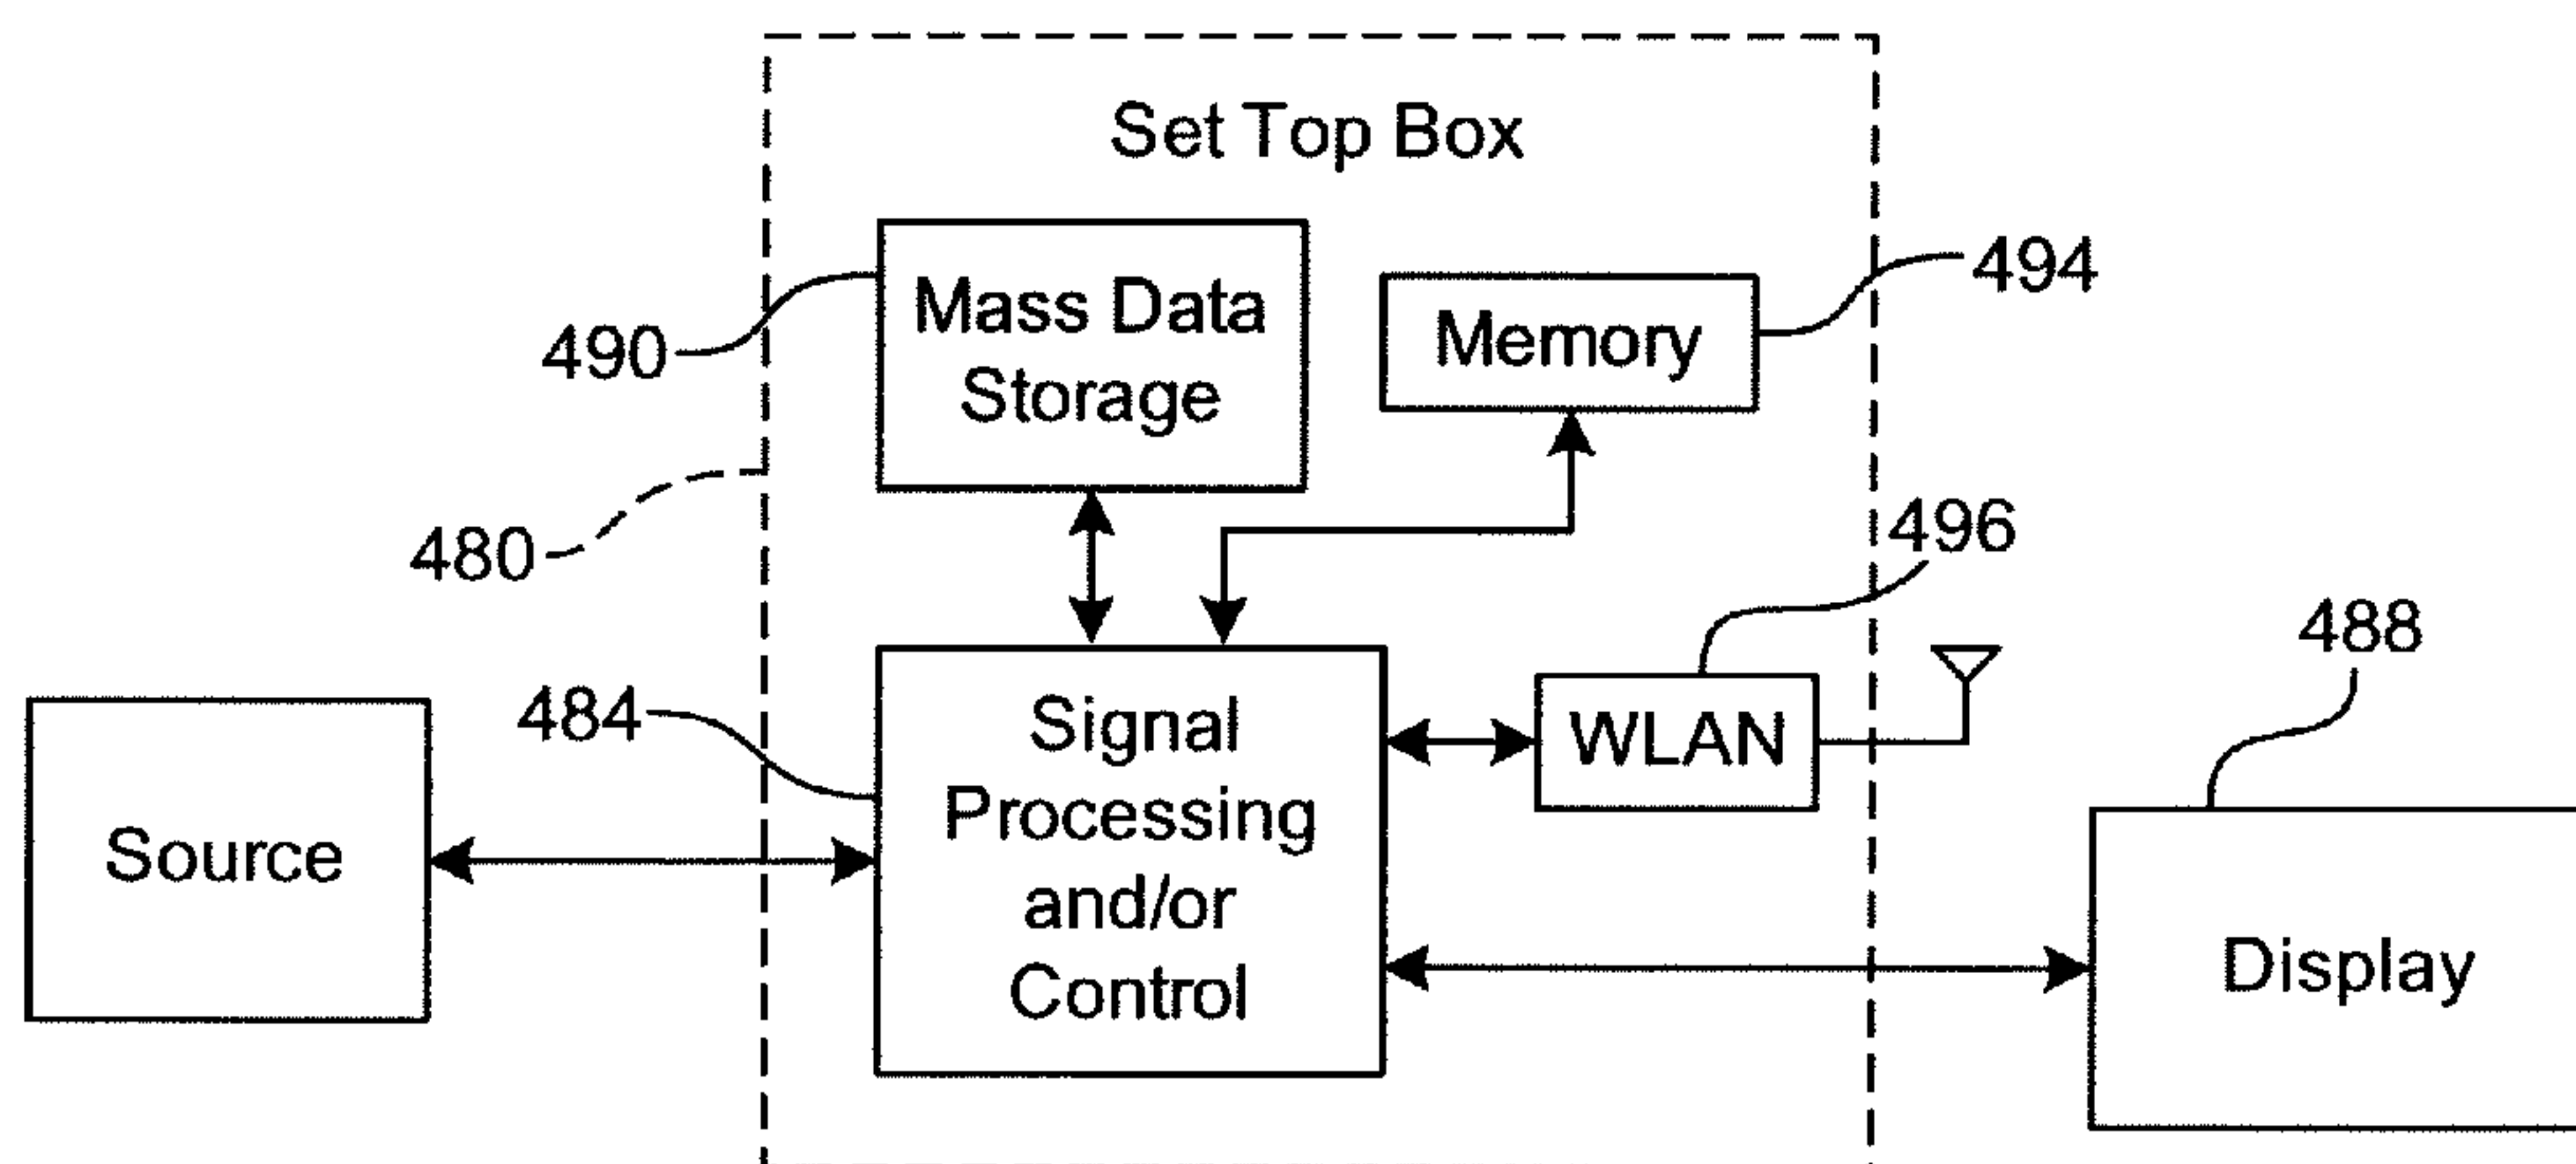 Set Top Box
490
Mass Data
Storage
Memory
494
480
496
488
484
Source
Signal
Processing
and/or
Control
WLAN
Display